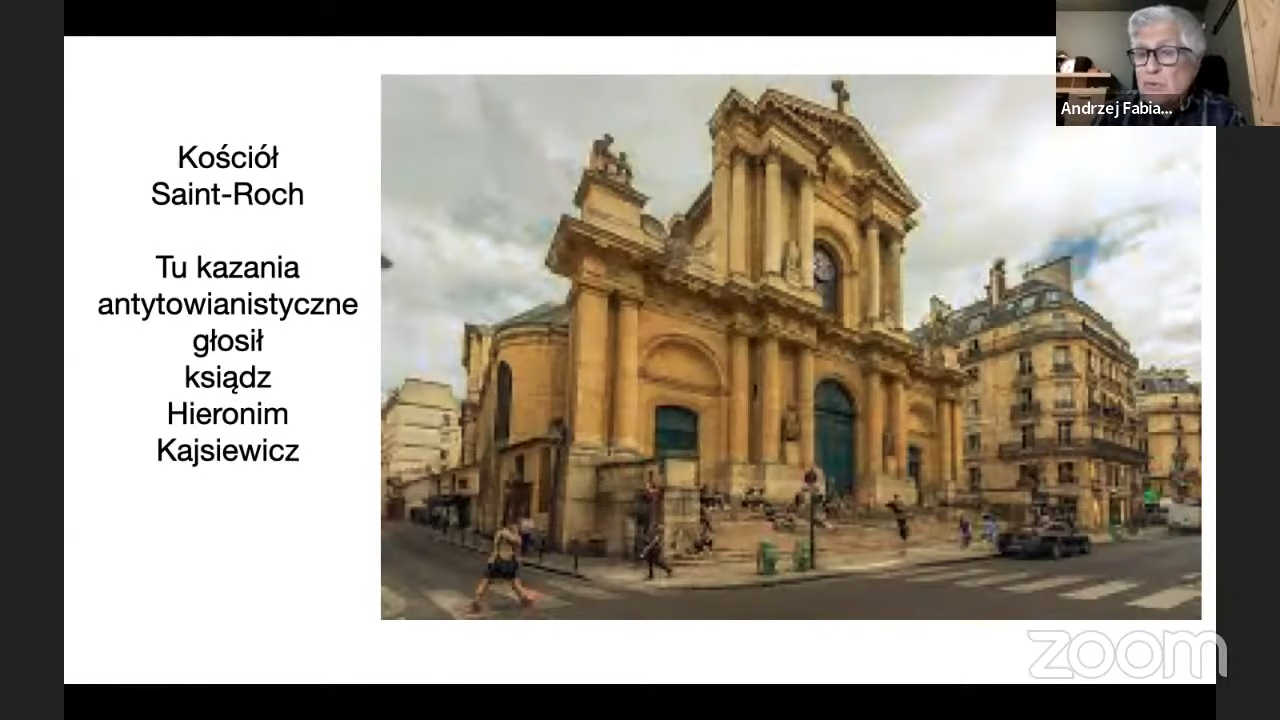 Kościół
Saint-Roch
Tu kazania
antytowianistyczne
głosił
ksiądz
Hieronim
Kajsiewicz
Andrzej Fabia...
zoom